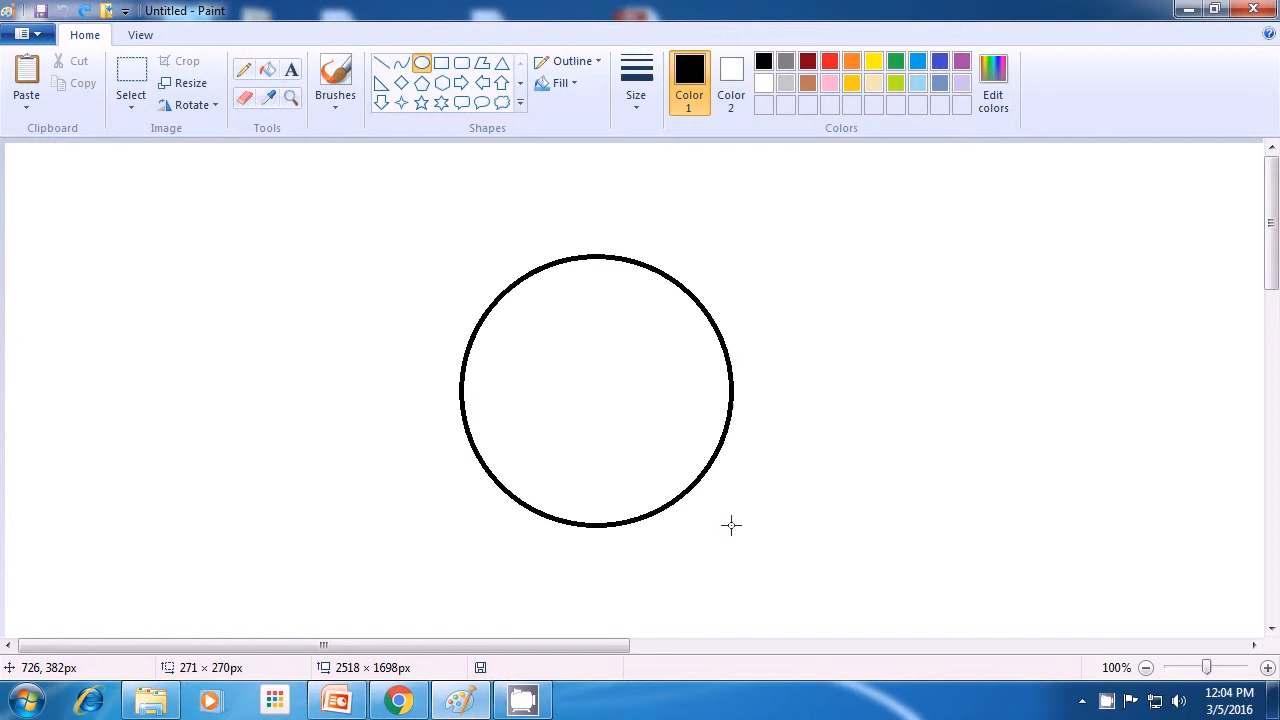 Untitled - Paint
Home View
Paste
Cut
Copy
Clipboard
Select
Crop
Resize
Rotate
Image
Tools
Brushes
Outline
Fill
Shapes
Size
Color 1
Color 2
Edit colors
Colors
726, 382px
271 × 270px
2518 × 1698px
100%
12:04 PM
3/5/2016